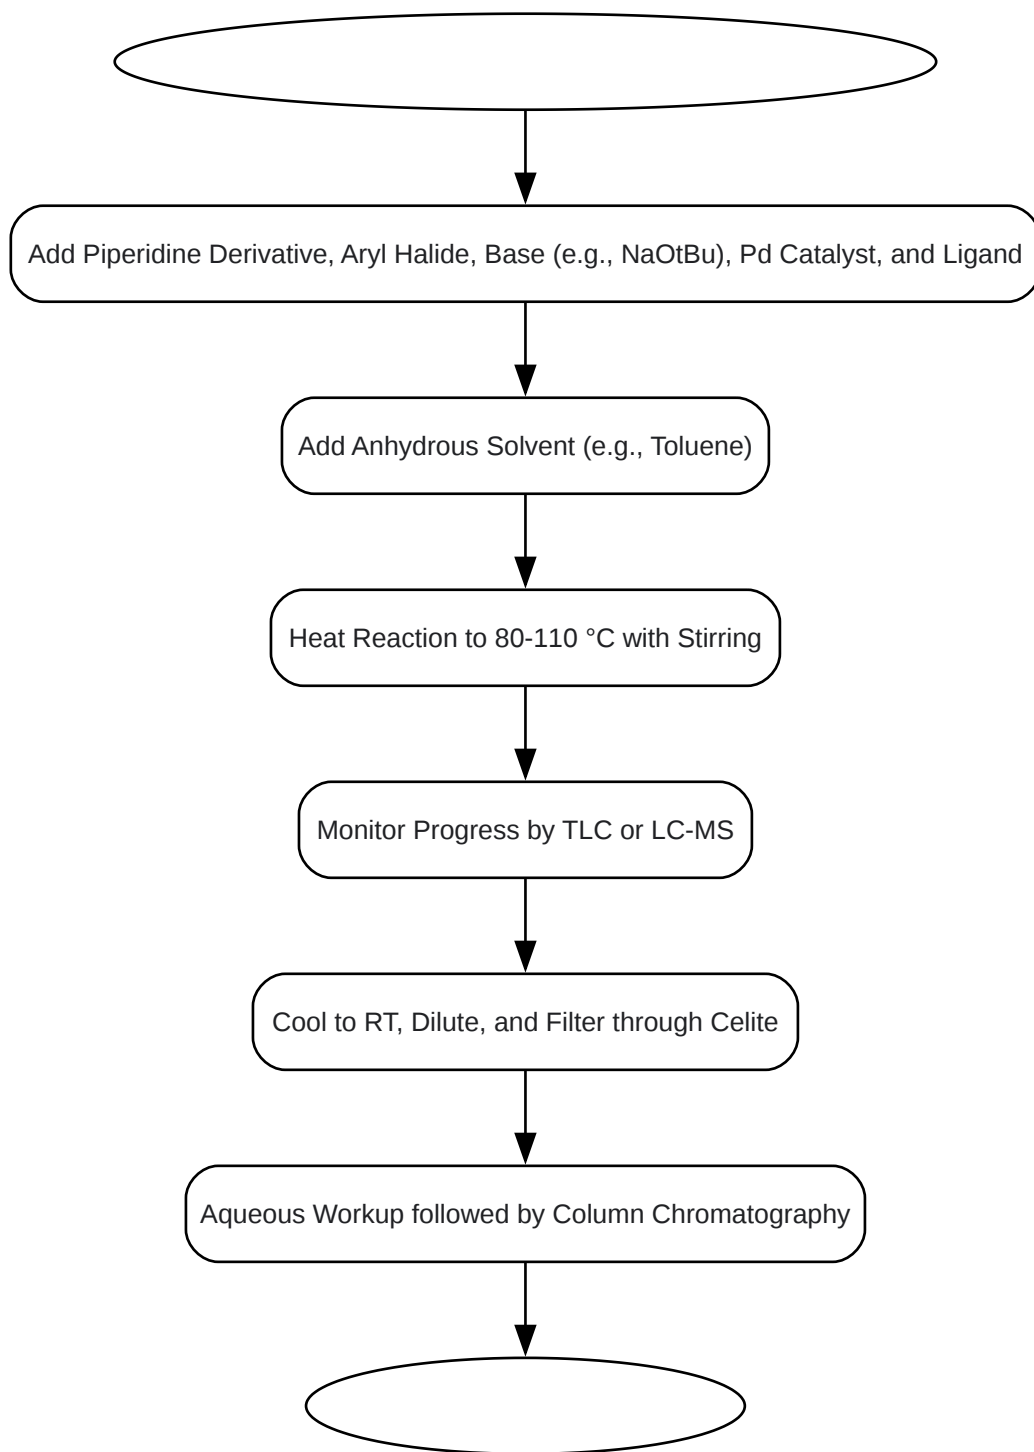 Add Piperidine Derivative, Aryl Halide, Base (e.g., NaOtBu), Pd Catalyst, and Ligand
Add Anhydrous Solvent (e.g., Toluene)
Heat Reaction to 80-110 °C with Stirring
Monitor Progress by TLC or LC-MS
Cool to RT, Dilute, and Filter through Celite
Aqueous Workup followed by Column Chromatography